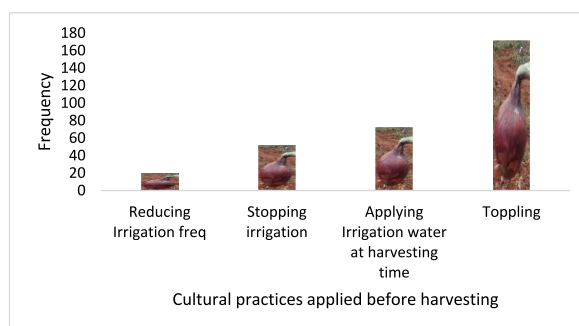 180
160
140
120
100
80
60
40
20
0
Frequency
Reducing
Irrigation freq
Stopping
irrigation
Applying
Irrigation water
at harvesting
time
Toppling
Cultural practices applied before harvesting